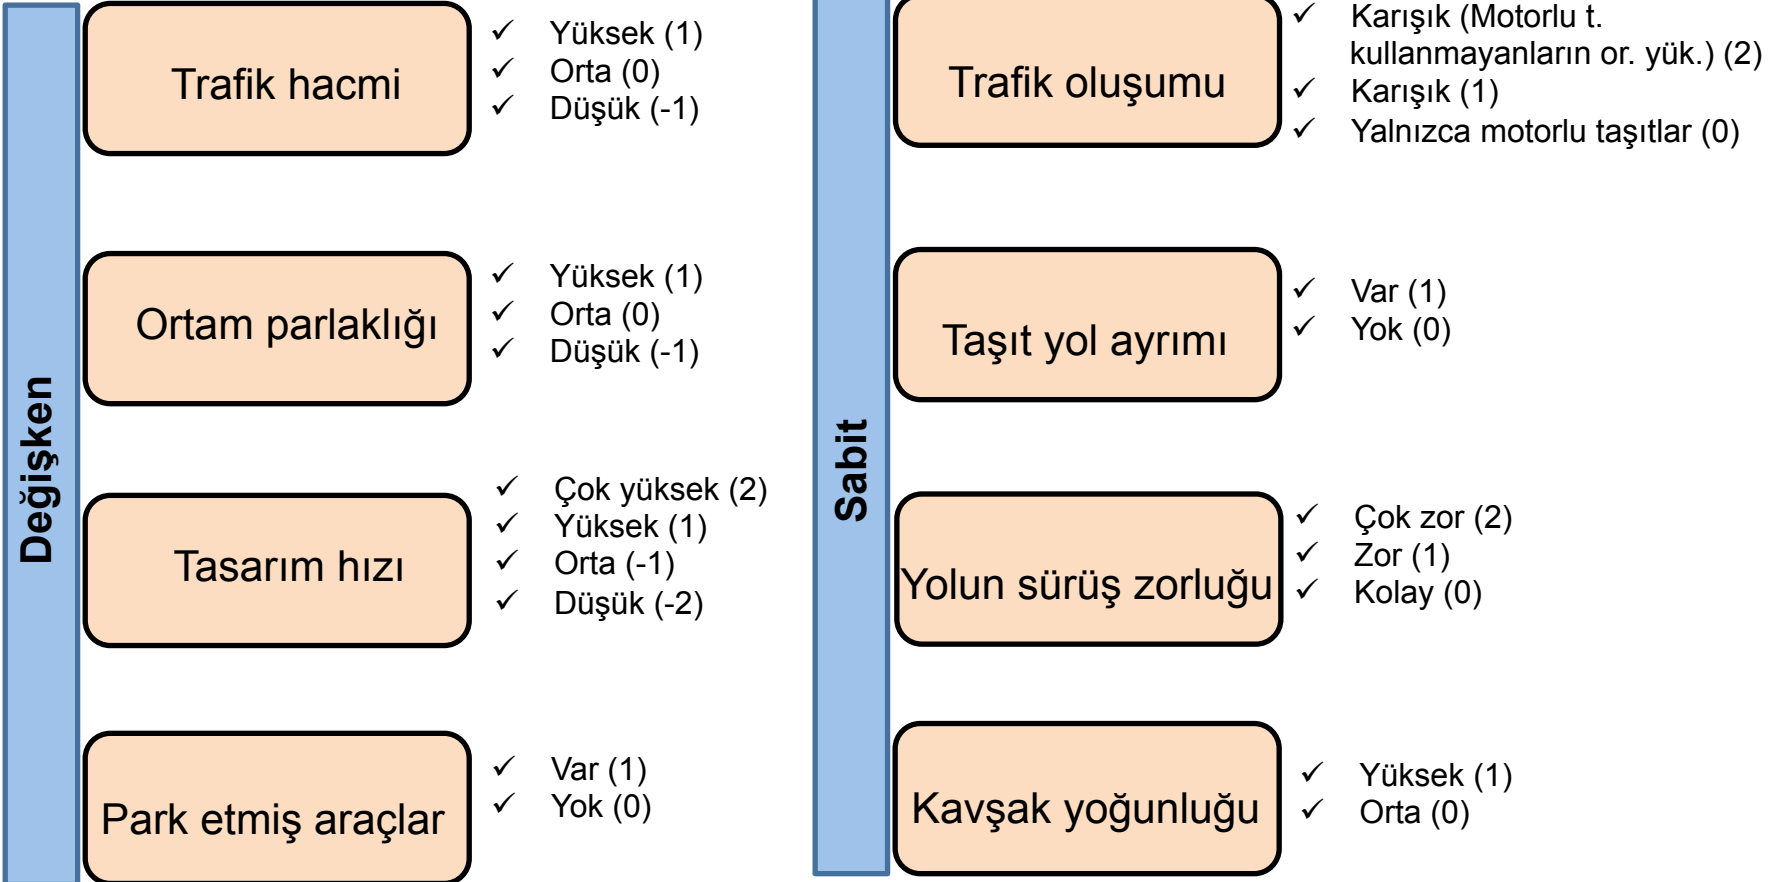 Değişken
Trafik hacmi
✓ Yüksek (1)
✓ Orta (0)
✓ Düşük (-1)
Ortam parlaklığı
✓ Yüksek (1)
✓ Orta (0)
✓ Düşük (-1)
Tasarım hızı
✓ Çok yüksek (2)
✓ Yüksek (1)
✓ Orta (-1)
✓ Düşük (-2)
Park etmiş araçlar
✓ Var (1)
✓ Yok (0)
Sabit
Trafik oluşumu
✓ Karışık (Motorlu t.
kullanmayanların or. yük.) (2)
✓ Karışık (1)
✓ Yalnızca motorlu taşıtlar (0)
Taşıt yol ayrımı
✓ Var (1)
✓ Yok (0)
Yolun sürüş zorluğu
✓ Çok zor (2)
✓ Zor (1)
✓ Kolay (0)
Kavşak yoğunluğu
✓ Yüksek (1)
✓ Orta (0)